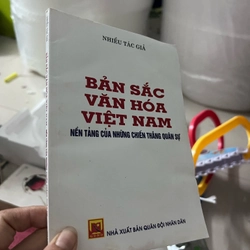 NHIỀU TÁC GIẢ
BẢN SẮC
VĂN HÓA
VIỆT NAM
NỀN TẢNG CỦA NHỮNG CHIẾN THẮNG QUÂN SỰ
NHÀ XUẤT BẢN QUÂN ĐỘI NHÂN DÂN